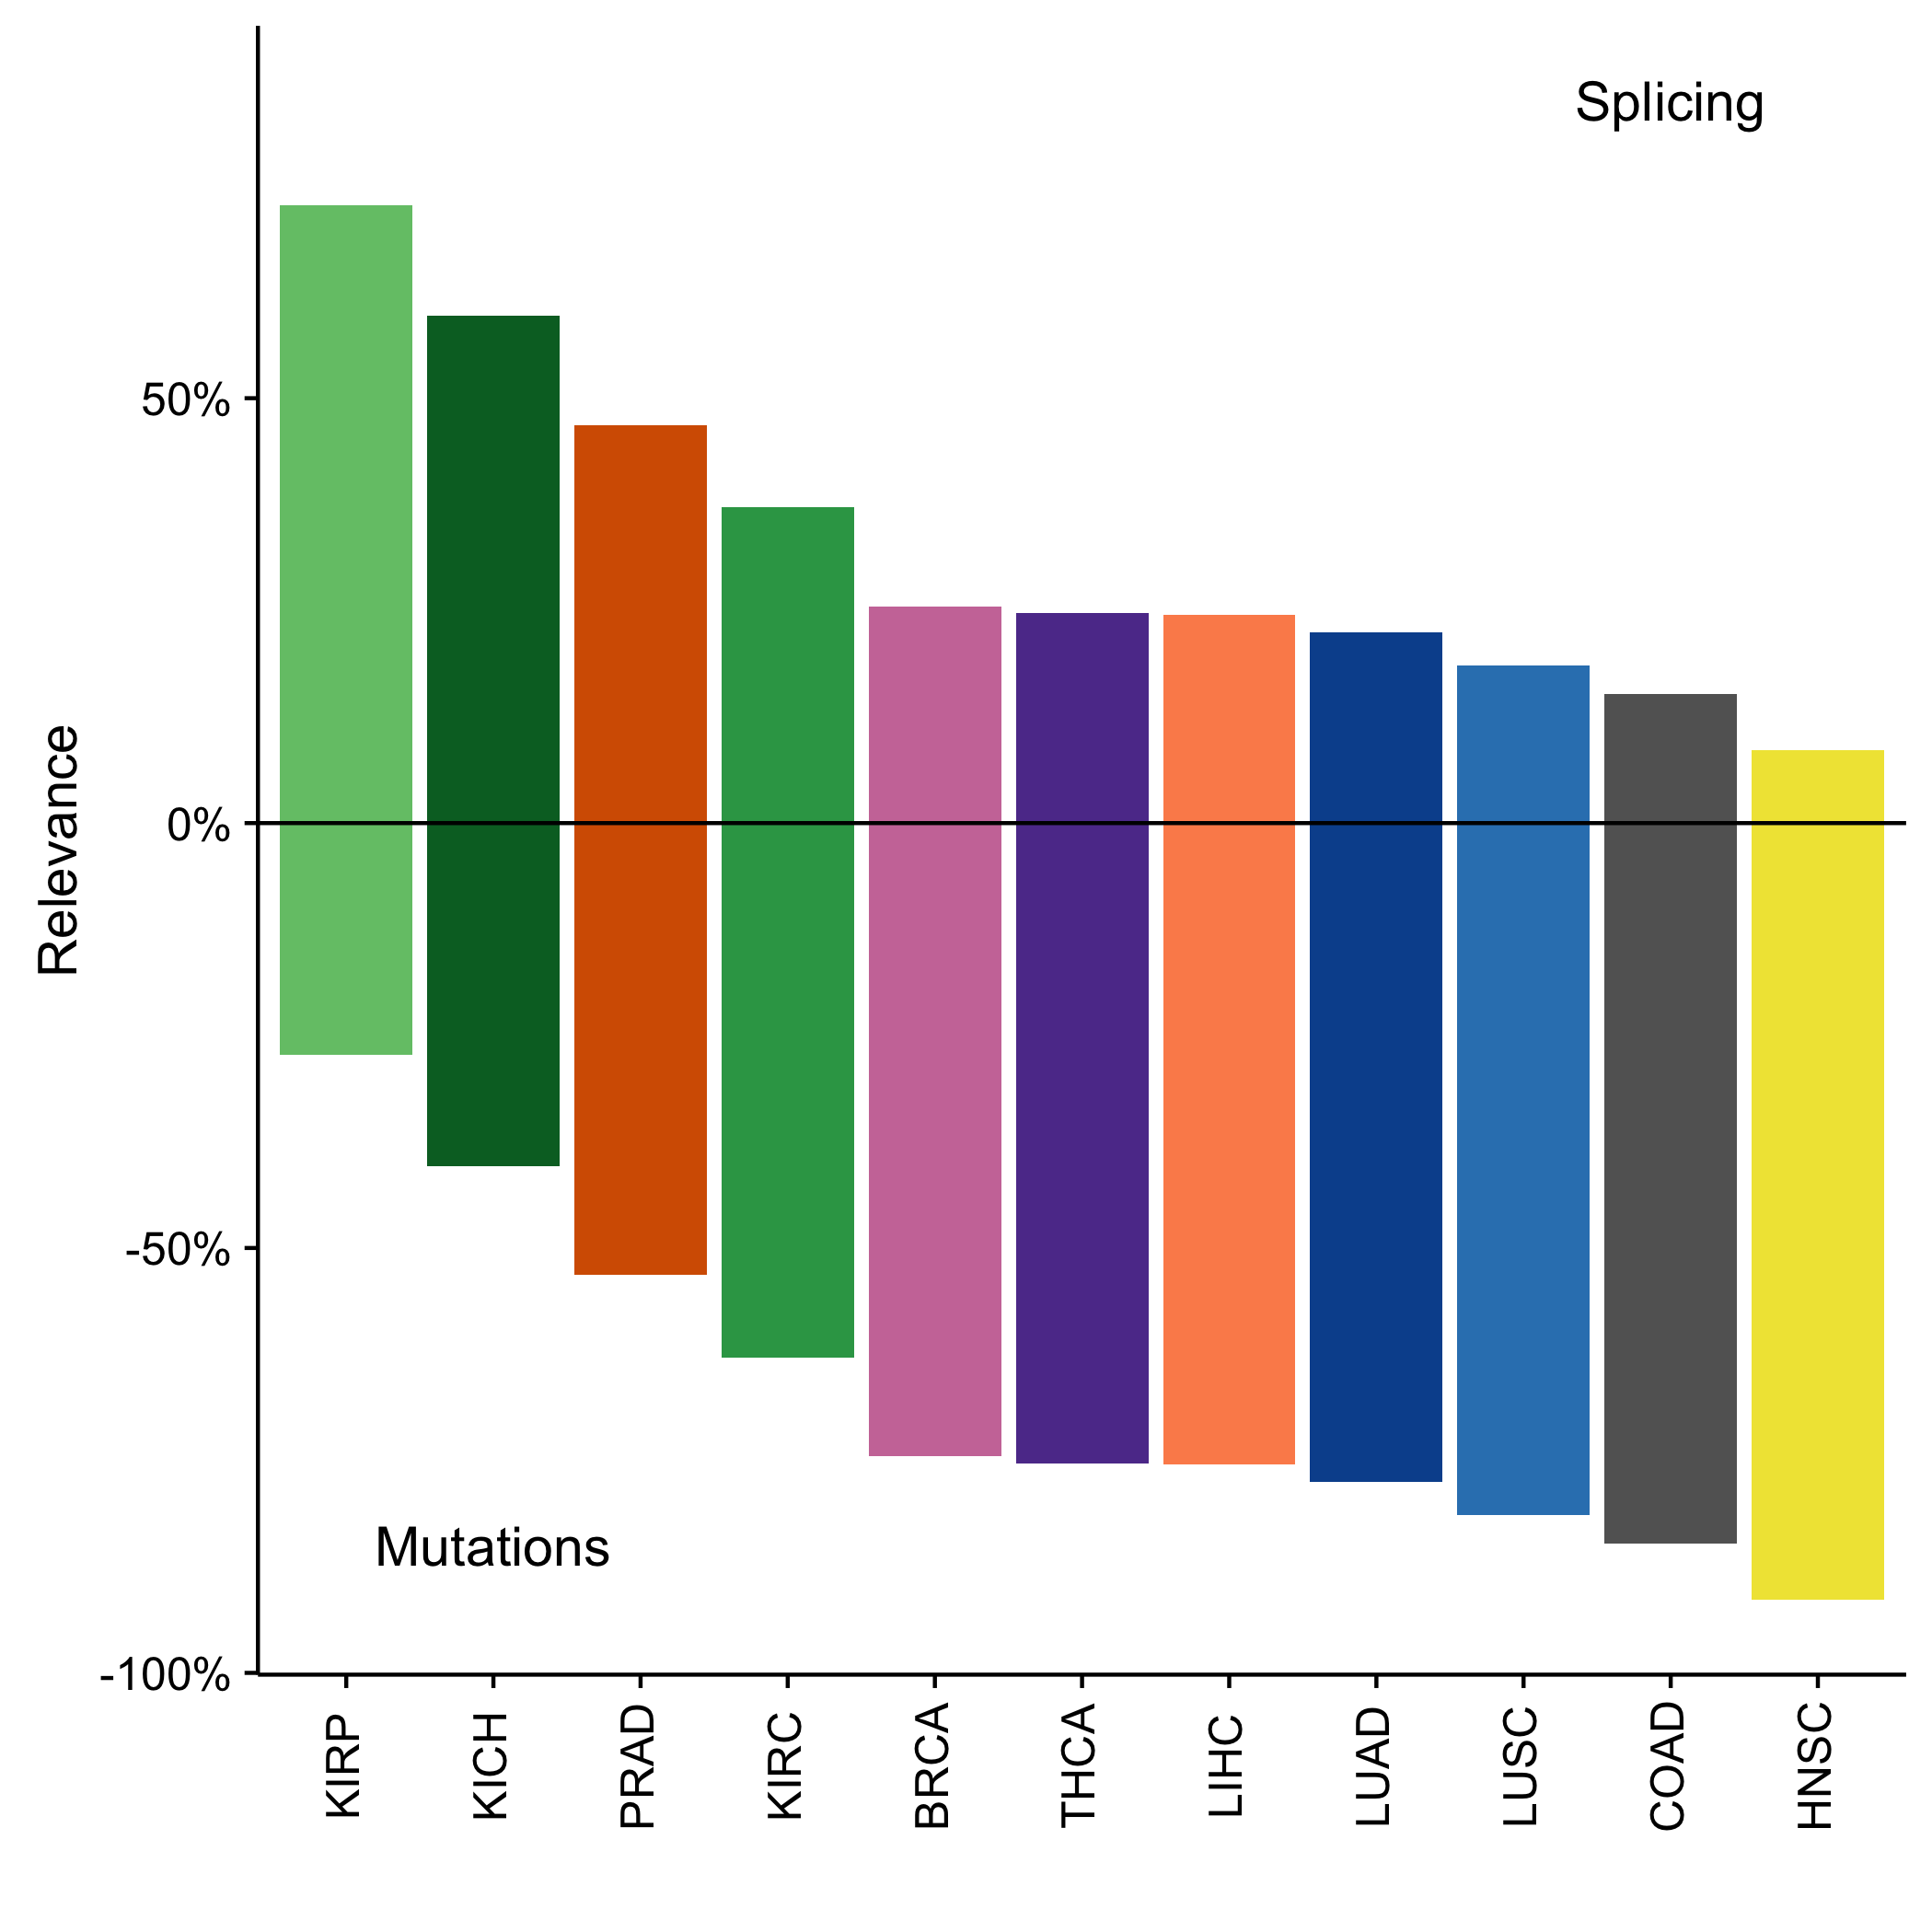 Splicing
50%
0%
-50%
-100%
Relevance
Mutations
KIRP
KICH
PRAD
KIRC
BRCA
THCA
LIHC
LUAD
LUSC
COAD
HNSC